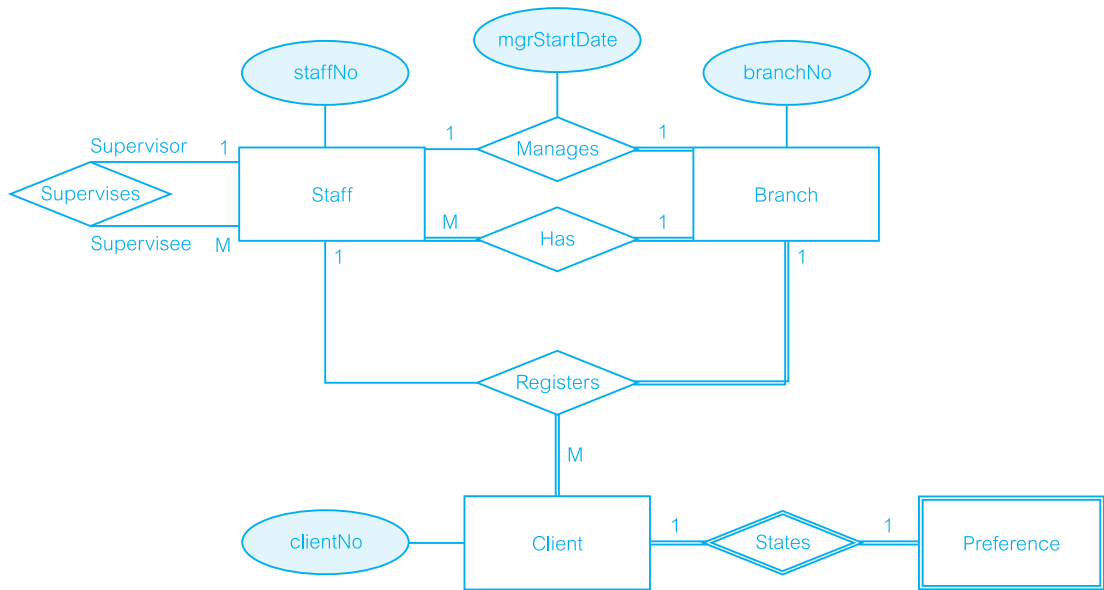 mgrStartDate
staffNo
branchNo
Supervisor
1
1
1
Manages
Supervises
Staff
Branch
M
1
Supervisee
M
Has
1
1
Registers
M
1
1
clientNo
Client
States
Preference